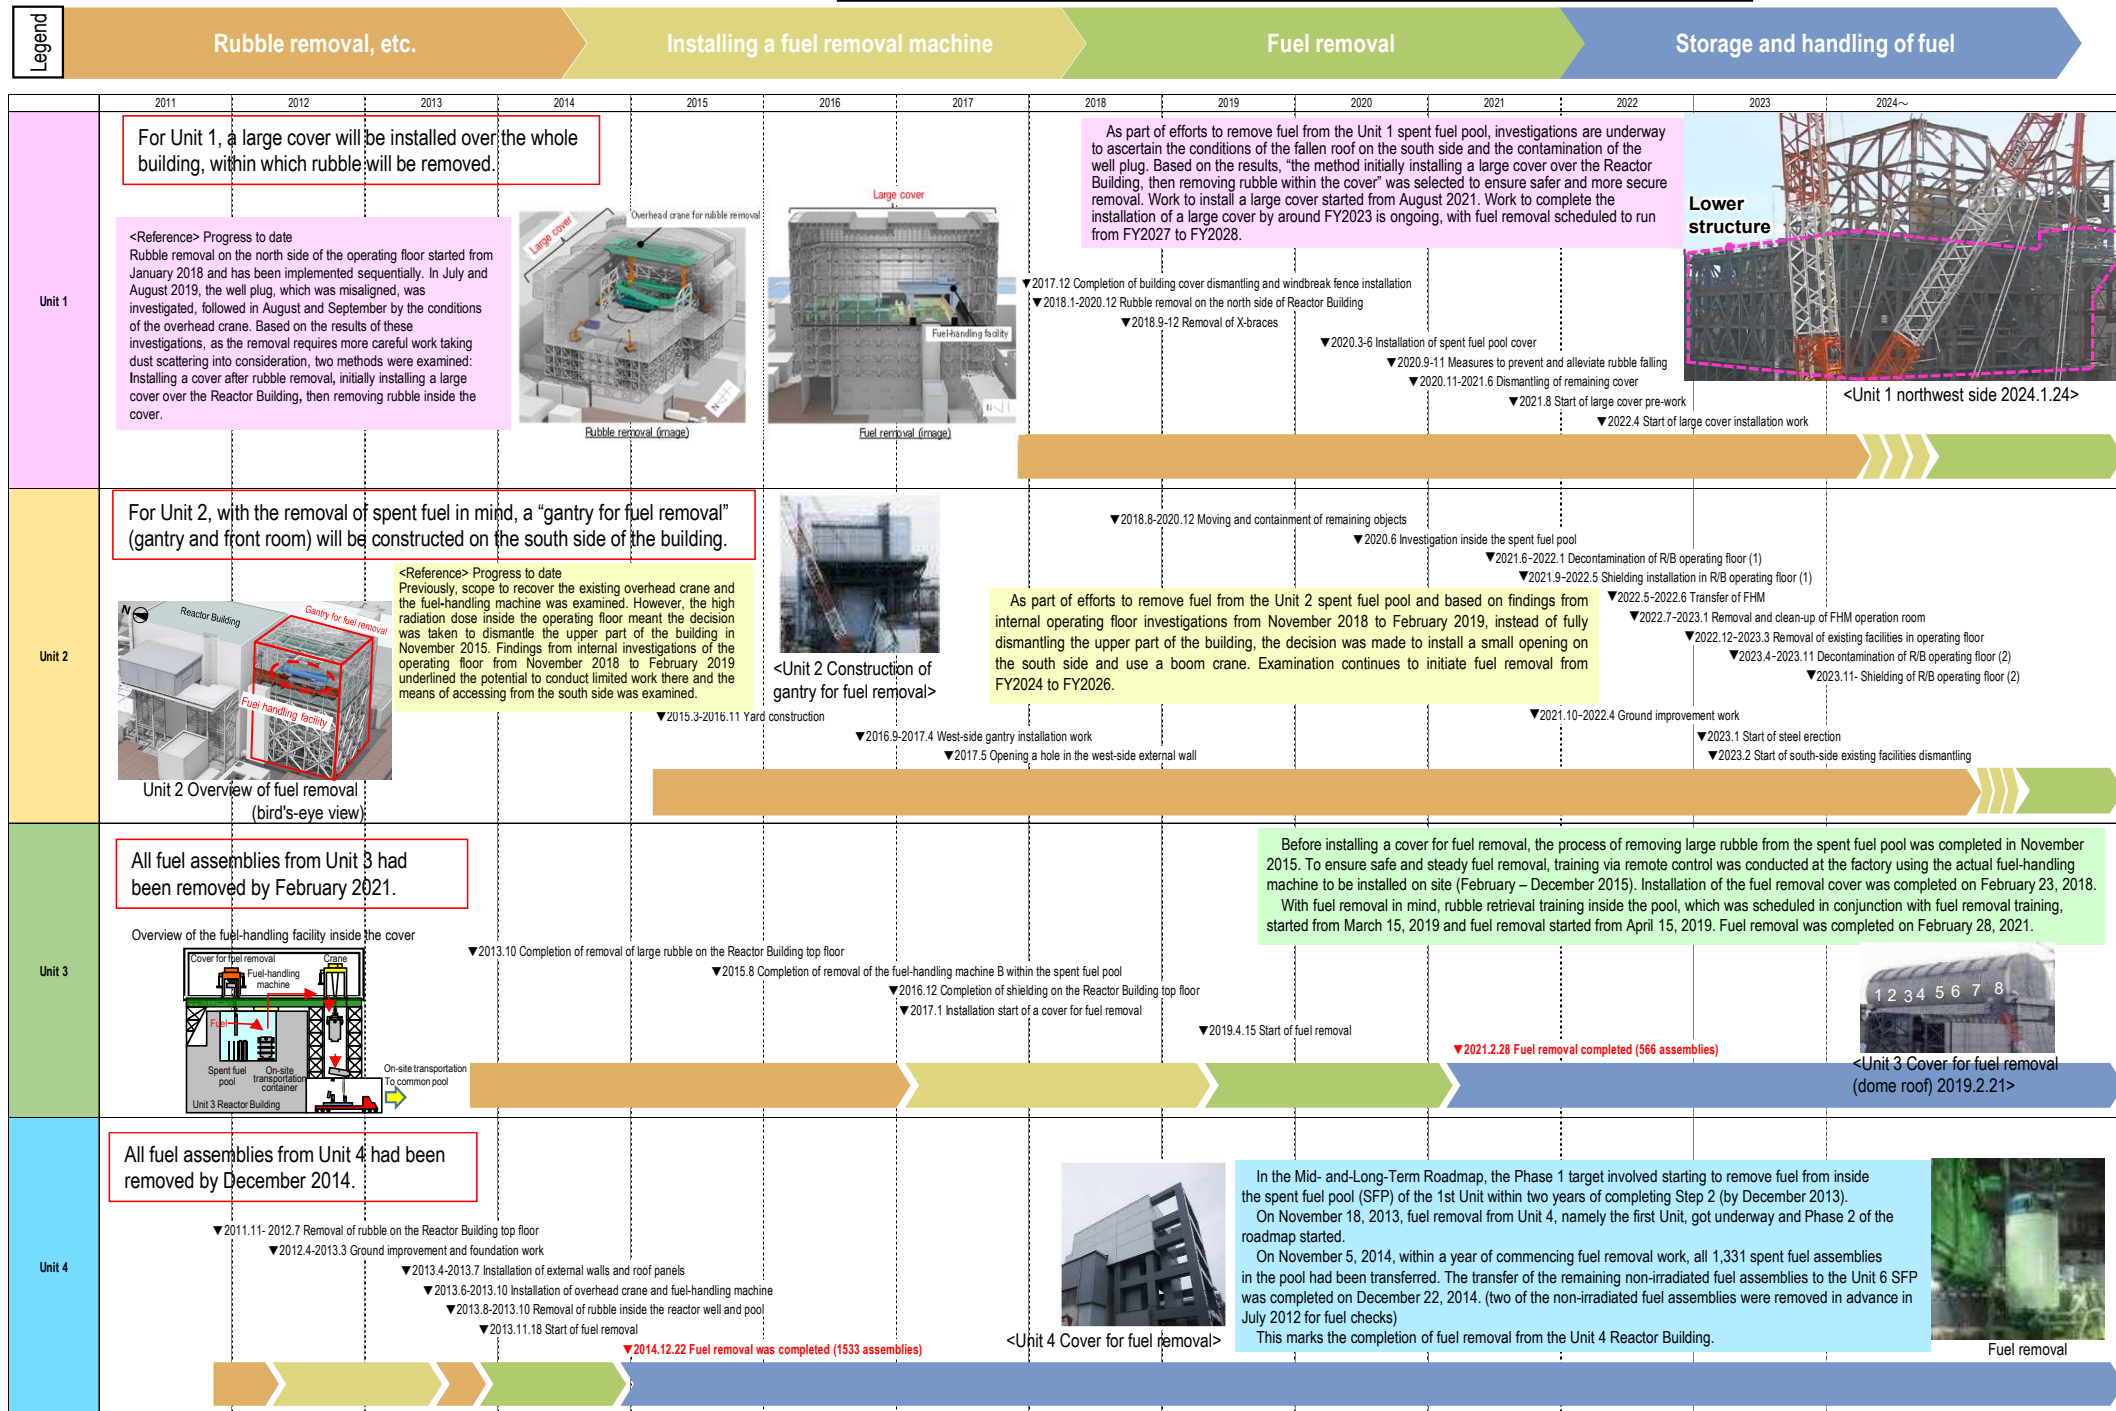 Legend
Rubble removal, etc.
Installing a fuel removal machine
Fuel removal
Storage and handling of fuel
2011
2012
2013
2014
2015
2016
2017
2018
2019
2020
2021
2022
2023
2024～
Unit 1
For Unit 1, a large cover will be installed over the whole
building, within which rubble will be removed.
<Reference> Progress to date
Rubble removal on the north side of the operating floor started from
January 2018 and has been implemented sequentially. In July and
August 2019, the well plug, which was misaligned, was
investigated, followed in August and September by the conditions
of the overhead crane. Based on the results of these
investigations, as the removal requires more careful work taking
dust scattering into consideration, two methods were examined:
Installing a cover after rubble removal, initially installing a large
cover over the Reactor Building, then removing rubble inside the
cover.
Large cover
Overhead crane for rubble removal
Rubble removal (image)
Large cover
Fuel-handling facility
Fuel removal (image)
As part of efforts to remove fuel from the Unit 1 spent fuel pool, investigations are underway
to ascertain the conditions of the fallen roof on the south side and the contamination of the
well plug. Based on the results, “the method initially installing a large cover over the Reactor
Building, then removing rubble within the cover” was selected to ensure safer and more secure
removal. Work to install a large cover started from August 2021. Work to complete the
installation of a large cover by around FY2023 is ongoing, with fuel removal scheduled to run
from FY2027 to FY2028.
▼2017.12 Completion of building cover dismantling and windbreak fence installation
▼2018.1-2020.12 Rubble removal on the north side of Reactor Building
▼2018.9-12 Removal of X-braces
▼2020.3-6 Installation of spent fuel pool cover
▼2020.9-11 Measures to prevent and alleviate rubble falling
▼2020.11-2021.6 Dismantling of remaining cover
▼2021.8 Start of large cover pre-work
▼2022.4 Start of large cover installation work
DEMAG
Lower
structure
<Unit 1 northwest side 2024.1.24>
Unit 2
For Unit 2, with the removal of spent fuel in mind, a “gantry for fuel removal”
(gantry and front room) will be constructed on the south side of the building.
N
Reactor Building
Gantry for fuel removal
Fuel handling facility
Unit 2 Overview of fuel removal
(bird's-eye view)
<Reference> Progress to date
Previously, scope to recover the existing overhead crane and
the fuel-handling machine was examined. However, the high
radiation dose inside the operating floor meant the decision
was taken to dismantle the upper part of the building in
November 2015. Findings from internal investigations of the
operating floor from November 2018 to February 2019
underlined the potential to conduct limited work there and the
means of accessing from the south side was examined.
<Unit 2 Construction of
gantry for fuel removal>
As part of efforts to remove fuel from the Unit 2 spent fuel pool and based on findings from
internal operating floor investigations from November 2018 to February 2019, instead of fully
dismantling the upper part of the building, the decision was made to install a small opening on
the south side and use a boom crane. Examination continues to initiate fuel removal from
FY2024 to FY2026.
▼2018.8-2020.12 Moving and containment of remaining objects
▼2020.6 Investigation inside the spent fuel pool
▼2021.6-2022.1 Decontamination of R/B operating floor (1)
▼2021.9-2022.5 Shielding installation in R/B operating floor (1)
▼2022.5-2022.6 Transfer of FHM
▼2022.7-2023.1 Removal and clean-up of FHM operation room
▼2022.12-2023.3 Removal of existing facilities in operating floor
▼2023.4-2023.11 Decontamination of R/B operating floor (2)
▼2023.11- Shielding of R/B operating floor (2)
▼2015.3-2016.11 Yard construction
▼2016.9-2017.4 West-side gantry installation work
▼2017.5 Opening a hole in the west-side external wall
▼2021.10-2022.4 Ground improvement work
▼2023.1 Start of steel erection
▼2023.2 Start of south-side existing facilities dismantling
Unit 3
All fuel assemblies from Unit 3 had
been removed by February 2021.
Overview of the fuel-handling facility inside the cover
Cover for fuel removal
Crane
Fuel-handling
machine
Fuel
Spent fuel
pool
On-site
transportation
container
Unit 3 Reactor Building
On-site transportation
To common pool
▼2013.10 Completion of removal of large rubble on the Reactor Building top floor
▼2015.8 Completion of removal of the fuel-handling machine B within the spent fuel pool
▼2016.12 Completion of shielding on the Reactor Building top floor
▼2017.1 Installation start of a cover for fuel removal
▼2019.4.15 Start of fuel removal
▼2021.2.28 Fuel removal completed (566 assemblies)
Before installing a cover for fuel removal, the process of removing large rubble from the spent fuel pool was completed in November
2015. To ensure safe and steady fuel removal, training via remote control was conducted at the factory using the actual fuel-handling
machine to be installed on site (February – December 2015). Installation of the fuel removal cover was completed on February 23, 2018.
With fuel removal in mind, rubble retrieval training inside the pool, which was scheduled in conjunction with fuel removal training,
started from March 15, 2019 and fuel removal started from April 15, 2019. Fuel removal was completed on February 28, 2021.
1 2 3 4 5 6 7 8
<Unit 3 Cover for fuel removal
(dome roof) 2019.2.21>
Unit 4
All fuel assemblies from Unit 4 had been
removed by December 2014.
▼2011.11- 2012.7 Removal of rubble on the Reactor Building top floor
▼2012.4-2013.3 Ground improvement and foundation work
▼2013.4-2013.7 Installation of external walls and roof panels
▼2013.6-2013.10 Installation of overhead crane and fuel-handling machine
▼2013.8-2013.10 Removal of rubble inside the reactor well and pool
▼2013.11.18 Start of fuel removal
▼2014.12.22 Fuel removal was completed (1533 assemblies)
<Unit 4 Cover for fuel removal>
In the Mid- and-Long-Term Roadmap, the Phase 1 target involved starting to remove fuel from inside
the spent fuel pool (SFP) of the 1st Unit within two years of completing Step 2 (by December 2013).
On November 18, 2013, fuel removal from Unit 4, namely the first Unit, got underway and Phase 2 of the
roadmap started.
On November 5, 2014, within a year of commencing fuel removal work, all 1,331 spent fuel assemblies
in the pool had been transferred. The transfer of the remaining non-irradiated fuel assemblies to the Unit 6 SFP
was completed on December 22, 2014. (two of the non-irradiated fuel assemblies were removed in advance in
July 2012 for fuel checks)
This marks the completion of fuel removal from the Unit 4 Reactor Building.
Fuel removal